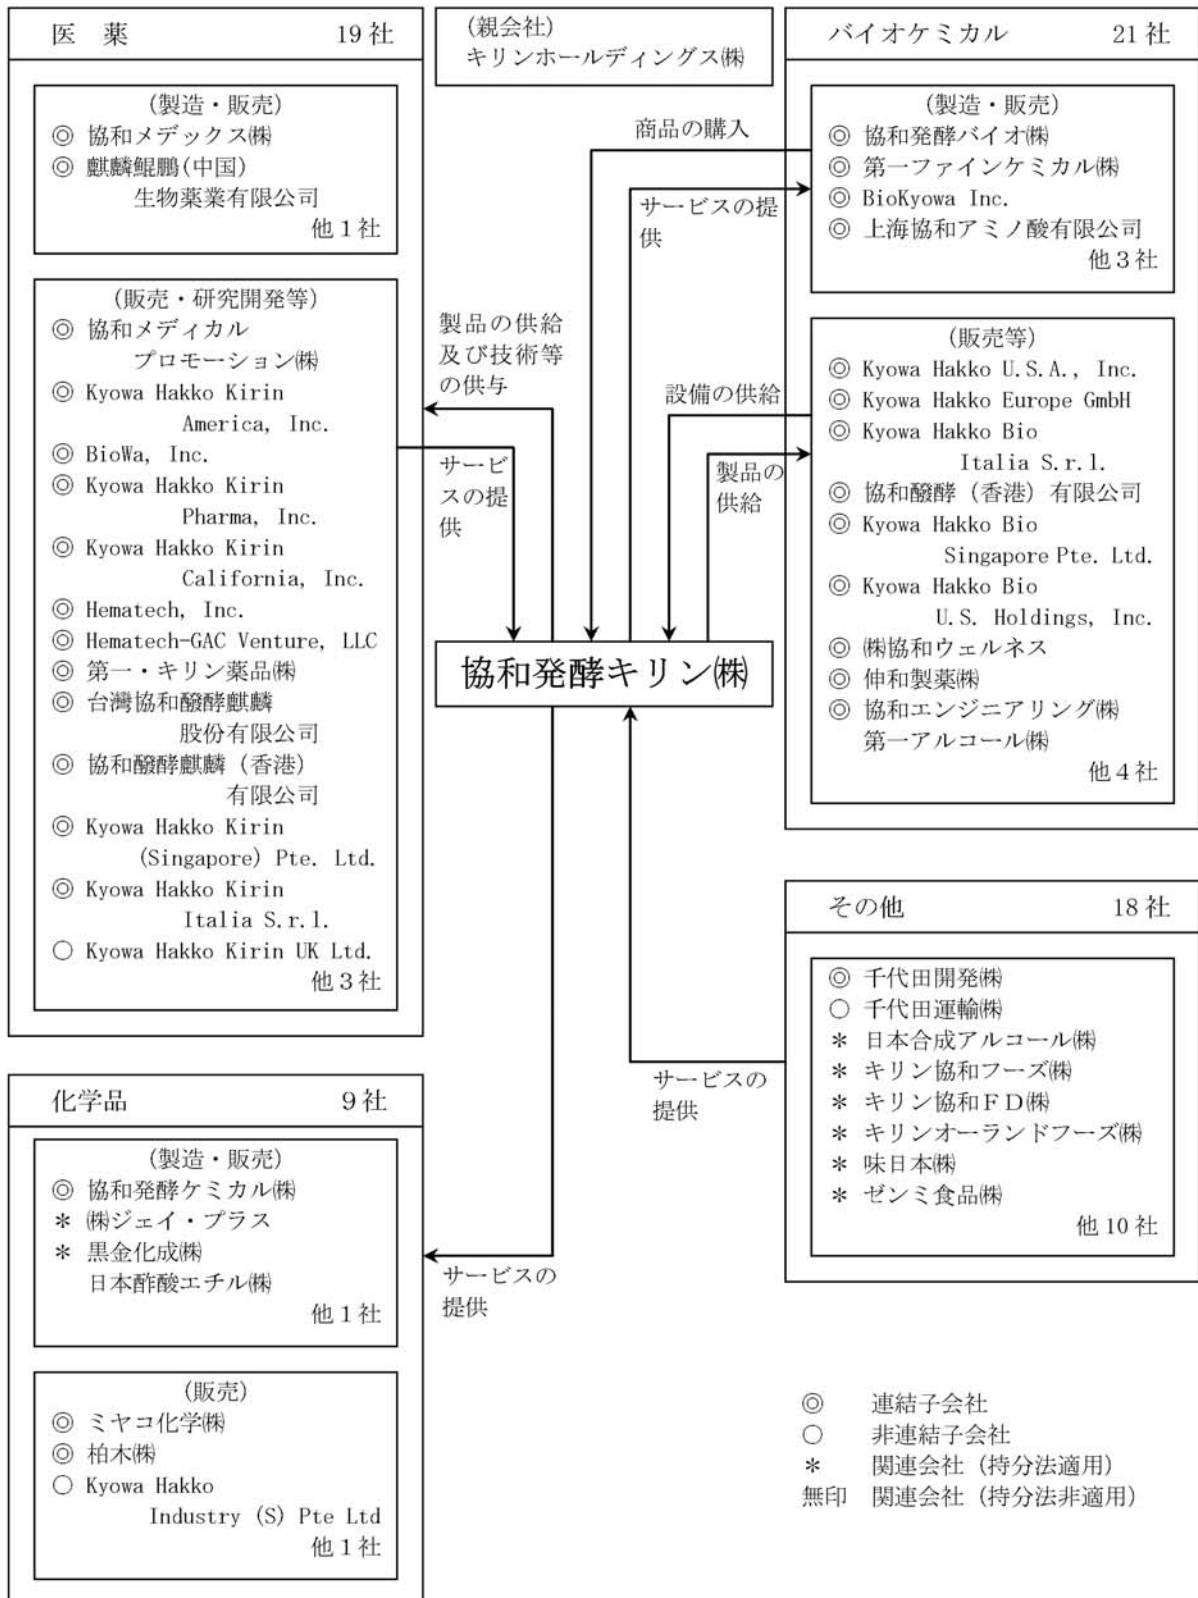 医 薬 19社
(製造・販売)
◎ 協和メデックス㈱
◎ 麒麟鯤鵬(中国)
生物薬業有限公司
他1社
(販売・研究開発等)
◎ 協和メディカル
プロモーション㈱
◎ Kyowa Hakko Kirin
America, Inc.
◎ BioWa, Inc.
◎ Kyowa Hakko Kirin
Pharma, Inc.
◎ Kyowa Hakko Kirin
California, Inc.
◎ Hematech, Inc.
◎ Hematech-GAC Venture, LLC
◎ 第一・キリン薬品㈱
◎ 台灣協和醱酵麒麟
股份有限公司
◎ 協和醱酵麒麟（香港）
有限公司
◎ Kyowa Hakko Kirin
(Singapore) Pte. Ltd.
◎ Kyowa Hakko Kirin
Italia S.r.l.
○ Kyowa Hakko Kirin UK Ltd.
他3社
化学品 9社
(製造・販売)
◎ 協和発酵ケミカル㈱
＊ ㈱ジェイ・プラス
＊ 黒金化成㈱
日本酢酸エチル㈱
他1社
(販売)
◎ ミヤコ化学㈱
◎ 柏木㈱
○ Kyowa Hakko
Industry (S) Pte Ltd
他1社
(親会社)
キリンホールディングス㈱
商品の購入
サービスの提
供
製品の供給
及び技術等
の供与
設備の供給
サービ
スの提
供
製品の
供給
協和発酵キリン㈱
サービスの
提供
サービスの
提供
バイオケミカル 21社
(製造・販売)
◎ 協和発酵バイオ㈱
◎ 第一ファインケミカル㈱
◎ BioKyowa Inc.
◎ 上海協和アミノ酸有限公司
他3社
(販売等)
◎ Kyowa Hakko U.S.A., Inc.
◎ Kyowa Hakko Europe GmbH
◎ Kyowa Hakko Bio
Italia S.r.l.
◎ 協和醱酵（香港）有限公司
◎ Kyowa Hakko Bio
Singapore Pte. Ltd.
◎ Kyowa Hakko Bio
U.S. Holdings, Inc.
◎ ㈱協和ウェルネス
◎ 伸和製薬㈱
◎ 協和エンジニアリング㈱
第一アルコール㈱
他4社
その他 18社
◎ 千代田開発㈱
○ 千代田運輸㈱
＊ 日本合成アルコール㈱
＊ キリン協和フーズ㈱
＊ キリン協和ＦＤ㈱
＊ キリンオーランドフーズ㈱
＊ 味日本㈱
＊ ゼンミ食品㈱
他10社
◎ 連結子会社
○ 非連結子会社
＊ 関連会社（持分法適用）
無印 関連会社（持分法非適用）